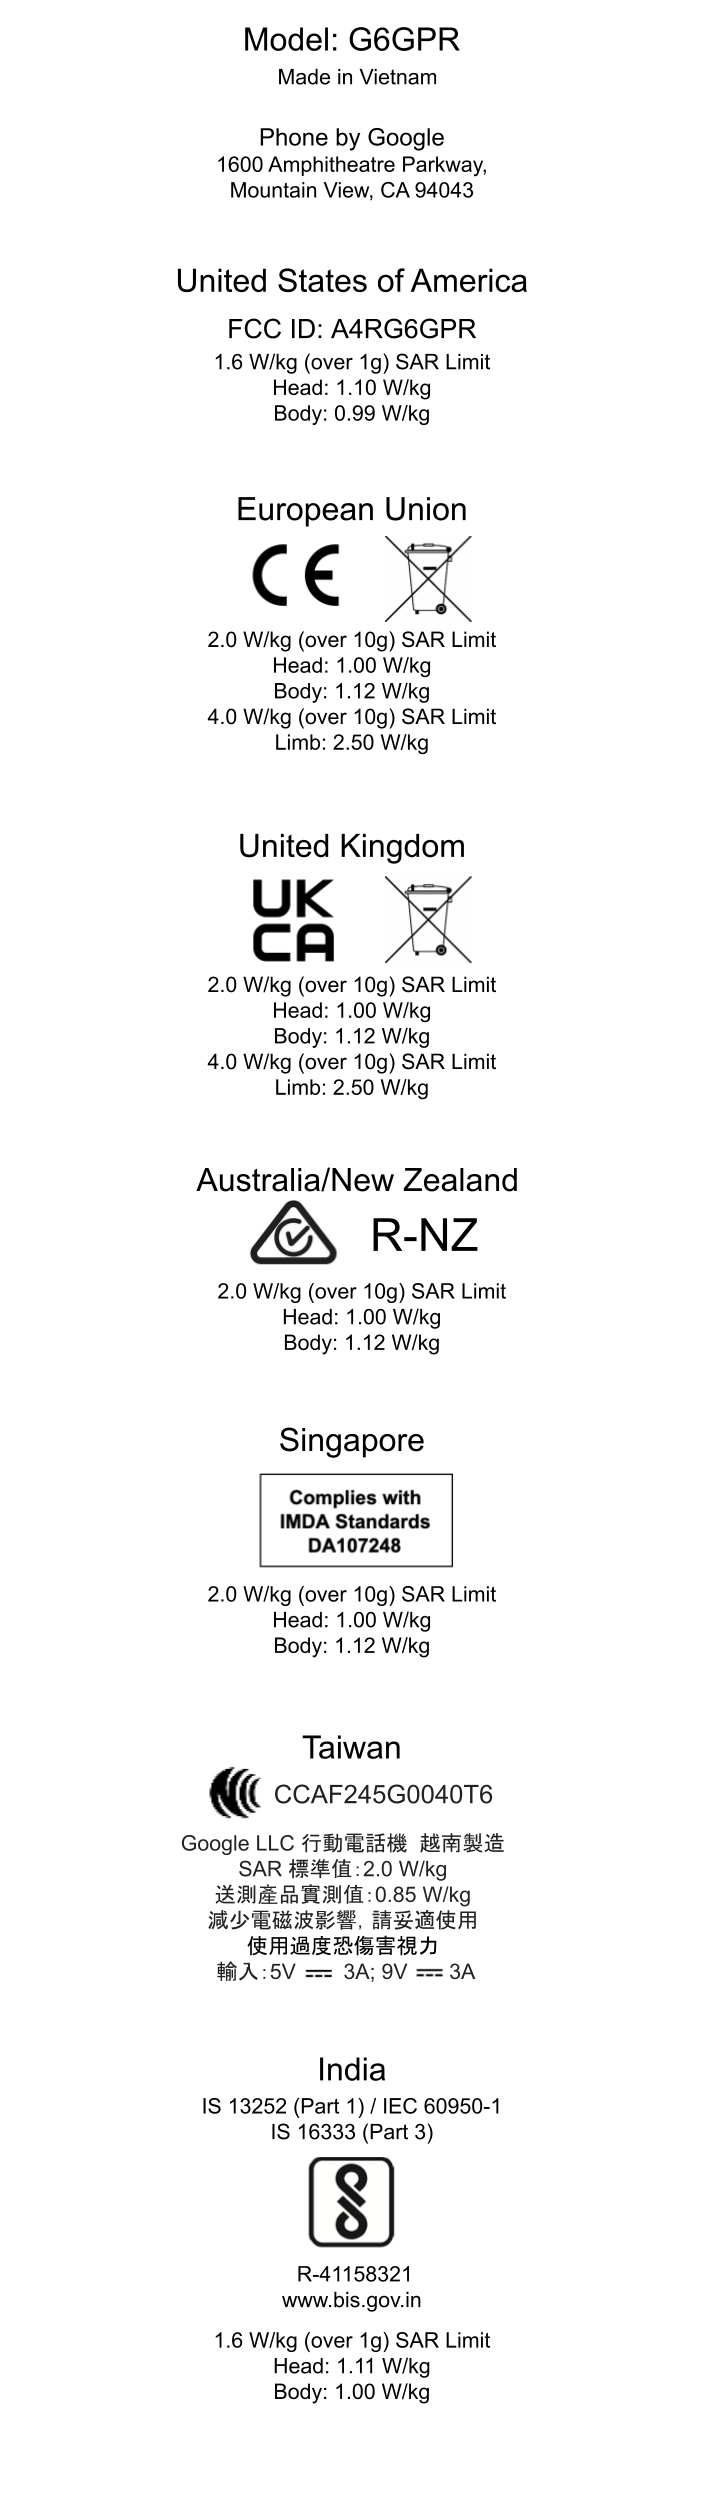 Model: G6GPR
Made in Vietnam
Phone by Google
1600 Amphitheatre Parkway,
Mountain View, CA 94043
United States of America
FCC ID: A4RG6GPR
1.6 W/kg (over 1g) SAR Limit
Head: 1.10 W/kg
Body: 0.99 W/kg
European Union
CE
2.0 W/kg (over 10g) SAR Limit
Head: 1.00 W/kg
Body: 1.12 W/kg
4.0 W/kg (over 10g) SAR Limit
Limb: 2.50 W/kg
United Kingdom
UK
CA
2.0 W/kg (over 10g) SAR Limit
Head: 1.00 W/kg
Body: 1.12 W/kg
4.0 W/kg (over 10g) SAR Limit
Limb: 2.50 W/kg
Australia/New Zealand
R-NZ
2.0 W/kg (over 10g) SAR Limit
Head: 1.00 W/kg
Body: 1.12 W/kg
Singapore
Complies with
IMDA Standards
DA107248
2.0 W/kg (over 10g) SAR Limit
Head: 1.00 W/kg
Body: 1.12 W/kg
Taiwan
CCAF245G0040T6
Google LLC 行動電話機 越南製造
SAR 標準值:2.0 W/kg
送測產品實測值:0.85 W/kg
減少電磁波影響，請妥適使用
使用過度恐傷害視力
輸入:5V ⎓ 3A; 9V ⎓ 3A
India
IS 13252 (Part 1) / IEC 60950-1
IS 16333 (Part 3)
R-41158321
www.bis.gov.in
1.6 W/kg (over 1g) SAR Limit
Head: 1.11 W/kg
Body: 1.00 W/kg